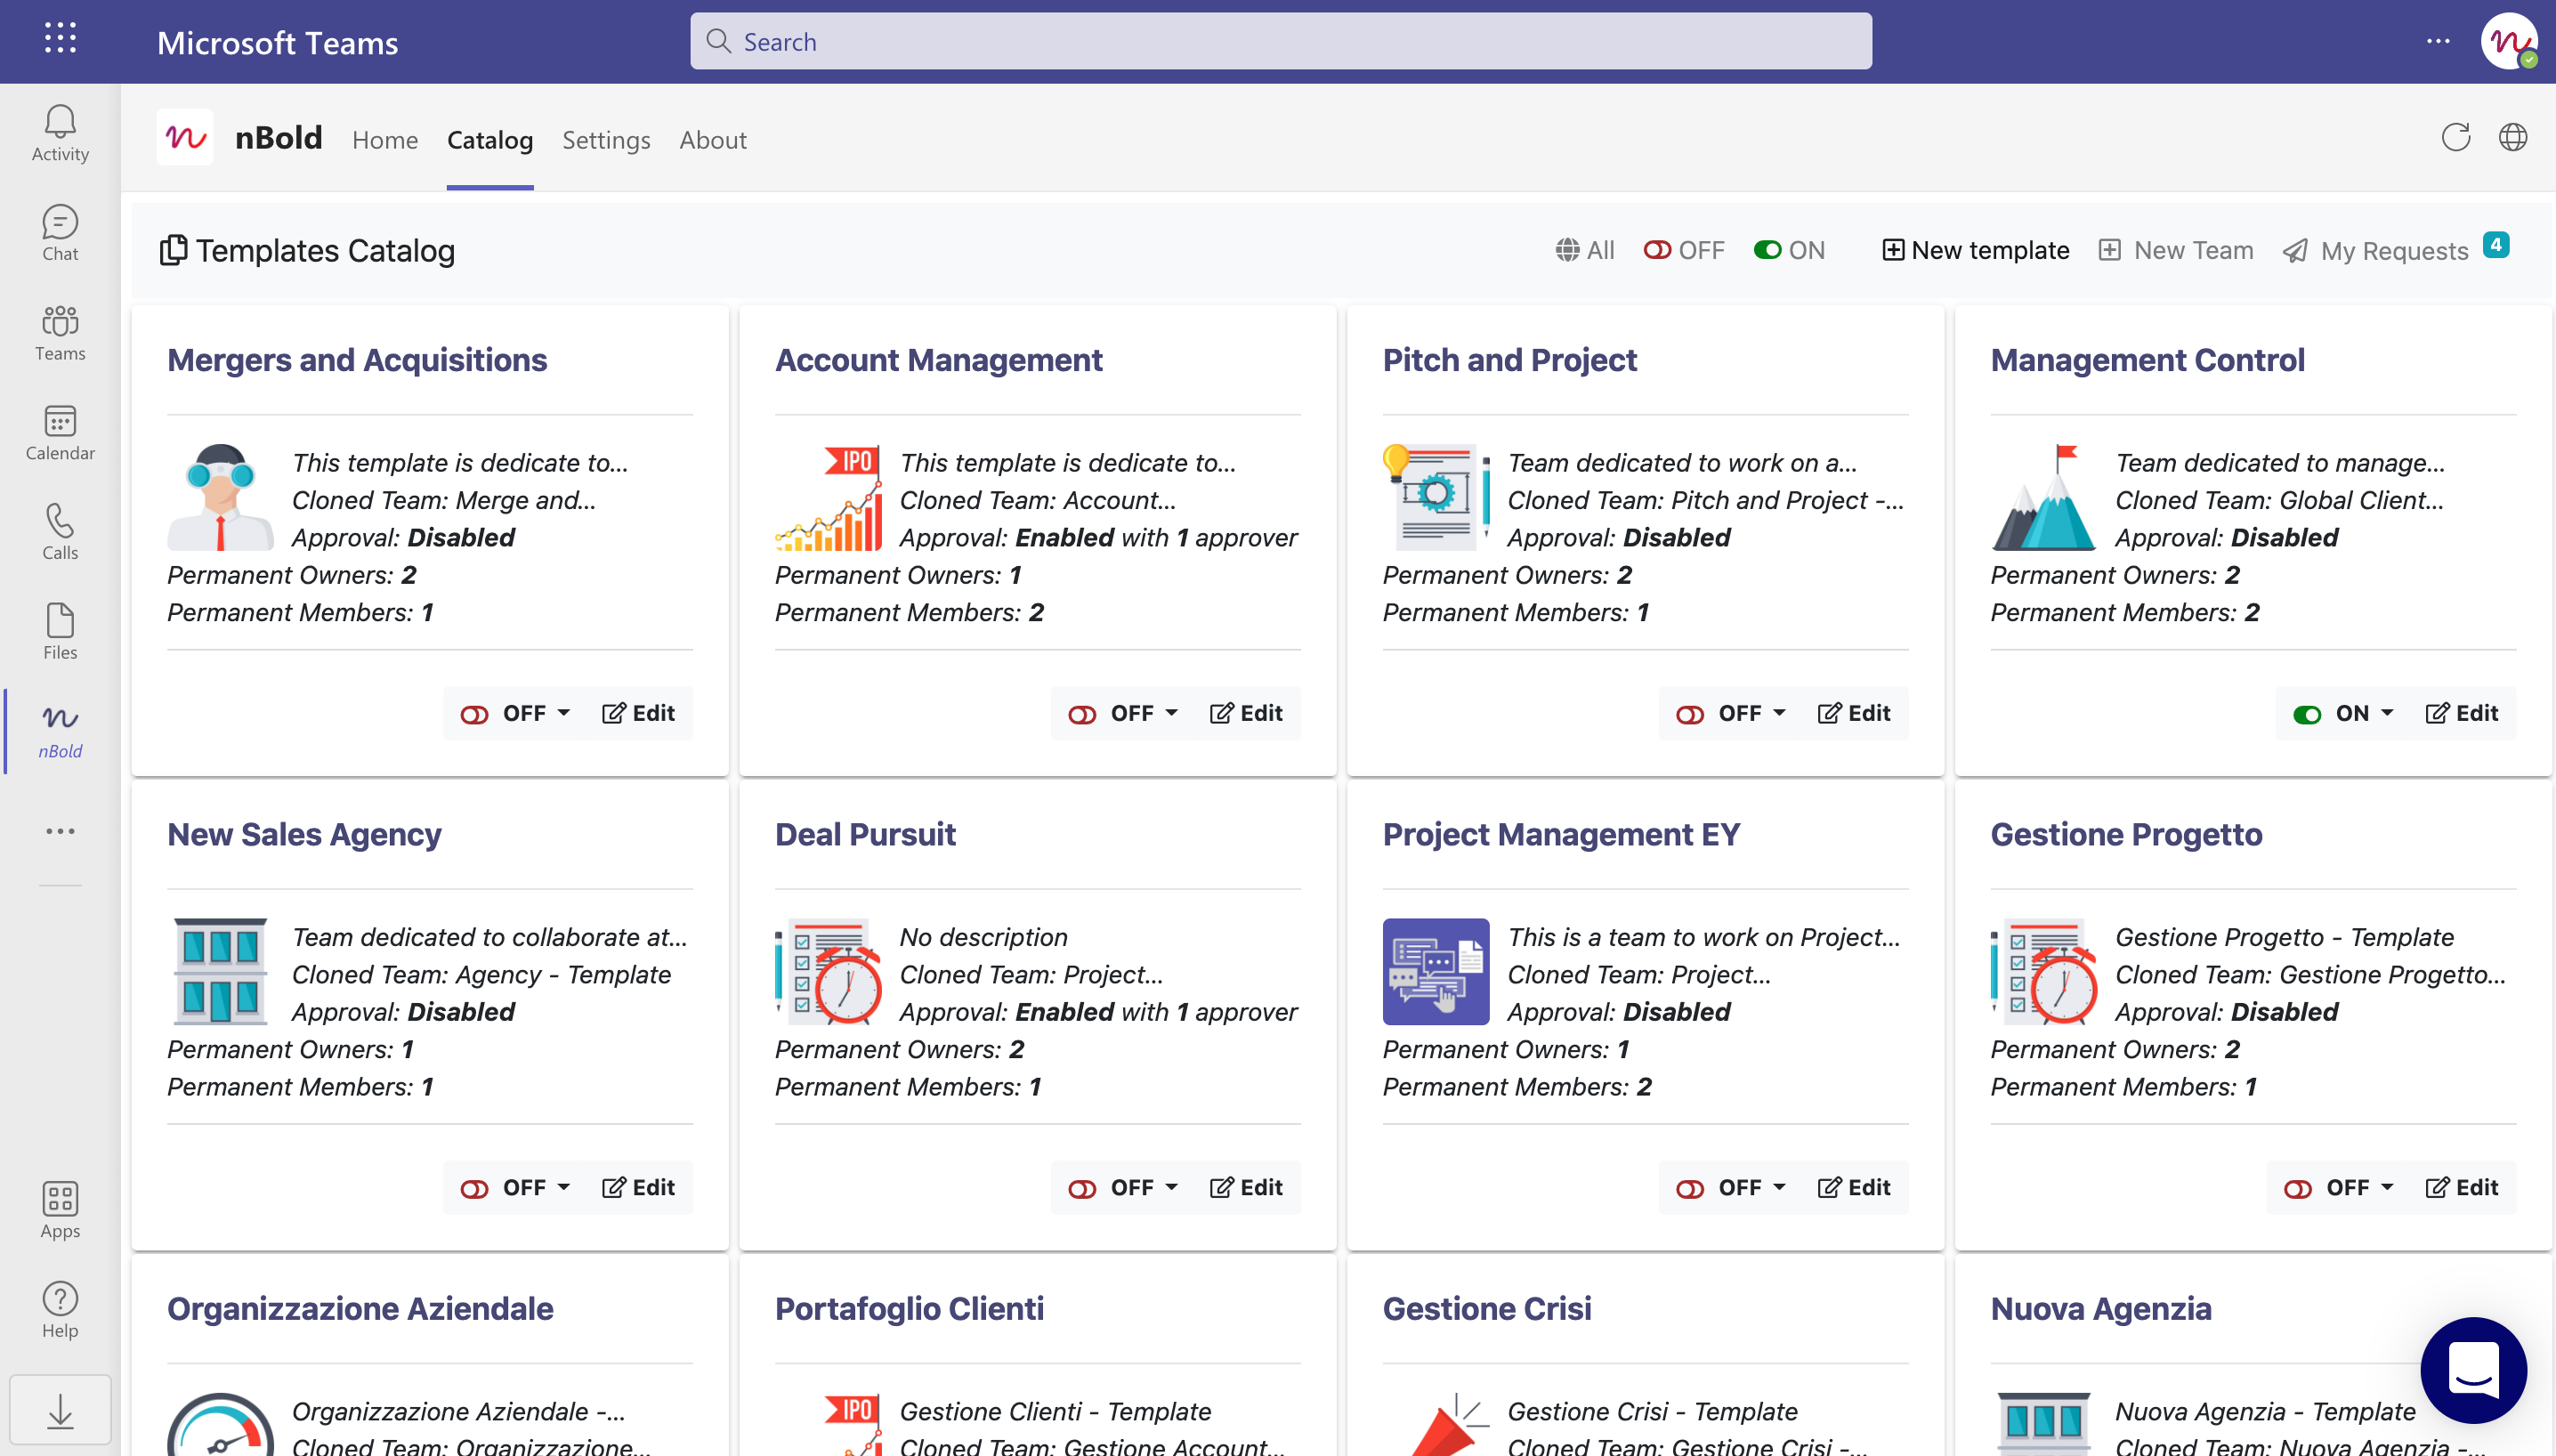 Microsoft Teams
Search
Activity
Chat
Teams
Calendar
Calls
Files
nBold
Apps
Help
nBold Home Catalog Settings About
Templates Catalog
All OFF ON New template New Team My Requests 4
Mergers and Acquisitions
This template is dedicate to...
Cloned Team: Merge and...
Approval: Disabled
Permanent Owners: 2
Permanent Members: 1
OFF Edit
Account Management
IPO
This template is dedicate to...
Cloned Team: Account...
Approval: Enabled with 1 approver
Permanent Owners: 1
Permanent Members: 2
OFF Edit
Pitch and Project
Team dedicated to work on a...
Cloned Team: Pitch and Project -...
Approval: Disabled
Permanent Owners: 2
Permanent Members: 1
OFF Edit
Management Control
Team dedicated to manage...
Cloned Team: Global Client...
Approval: Disabled
Permanent Owners: 2
Permanent Members: 2
ON Edit
New Sales Agency
Team dedicated to collaborate at...
Cloned Team: Agency - Template
Approval: Disabled
Permanent Owners: 1
Permanent Members: 1
OFF Edit
Deal Pursuit
No description
Cloned Team: Project...
Approval: Enabled with 1 approver
Permanent Owners: 2
Permanent Members: 1
OFF Edit
Project Management EY
This is a team to work on Project...
Cloned Team: Project...
Approval: Disabled
Permanent Owners: 1
Permanent Members: 2
OFF Edit
Gestione Progetto
Gestione Progetto - Template
Cloned Team: Gestione Progetto...
Approval: Disabled
Permanent Owners: 2
Permanent Members: 1
OFF Edit
Organizzazione Aziendale
Organizzazione Aziendale -...
Cloned Team: Organizzazione...
Portafoglio Clienti
IPO
Gestione Clienti - Template
Cloned Team: Gestione Account...
Gestione Crisi
Gestione Crisi - Template
Cloned Team: Gestione Crisi -...
Nuova Agenzia
Nuova Agenzia - Template
Cloned Team: Nuova Agenzia -...